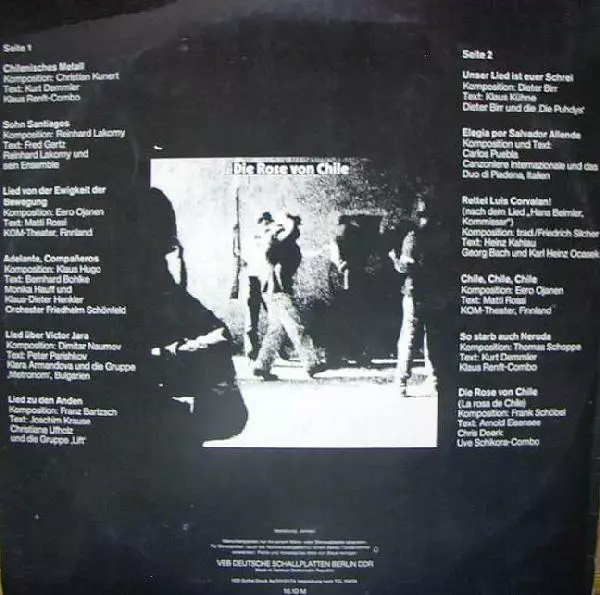 Seite 1
Chilenisches Metall
Komposition: Christian Kunert
Text: Kurt Demmler
Klaus Renft-Combo
Sohn Santiagos
Komposition: Reinhard Lakomy
Text: Fred Gertz
Reinhard Lakomy und
sein Ensemble
Lied von der Ewigkeit der
Bewegung
Komposition: Eero Ojanen
Text: Matti Rossi
KOM-Theater, Finnland
Adelante, Compañeros
Komposition: Klaus Hugo
Text: Bernhard Bohlke
Monika Hauff und
Klaus-Dieter Henkler
Orchester Friedhelm Schönfeld
Lied über Victor Jara
Komposition: Dimitar Naumov
Text: Peter Parishkov
Klara Armandova und die Gruppe
‚Metronom‘, Bulgarien
Lied zu den Anden
Komposition: Franz Bartzsch
Text: Joachim Krause
Christiane Ufholz
und die Gruppe ‚Lift‘
Die Rose von Chile
Seite 2
Unser Lied ist euer Schrei
Komposition: Dieter Birr
Text: Klaus Kühne
Dieter Birr und die ‚Die Puhdys‘
Elegia por Salvador Allende
Komposition und Text:
Carlos Puebla
Canzoniere Internazionale und das
Duo di Piadena, Italien
Rettet Luis Corvalan!
(nach dem Lied „Hans Beimler,
Kommissar“)
Komposition: trad./Friedrich Silcher
Text: Heinz Kahlau
Georg Bach und Karl Heinz Ocasek
Chile, Chile, Chile
Komposition: Eero Ojanen
Text: Matti Rossi
KOM-Theater, Finnland
So starb auch Neruda
Komposition: Thomas Schoppe
Text: Kurt Demmler
Klaus Renft-Combo
Die Rose von Chile
(La rosa de Chile)
Komposition: Frank Schöbel
Text: Arnold Eisensee
Chris Doerk
Uve Schikora-Combo
VEB DEUTSCHE SCHALLPLATTEN BERLIN DDR
16,10 M